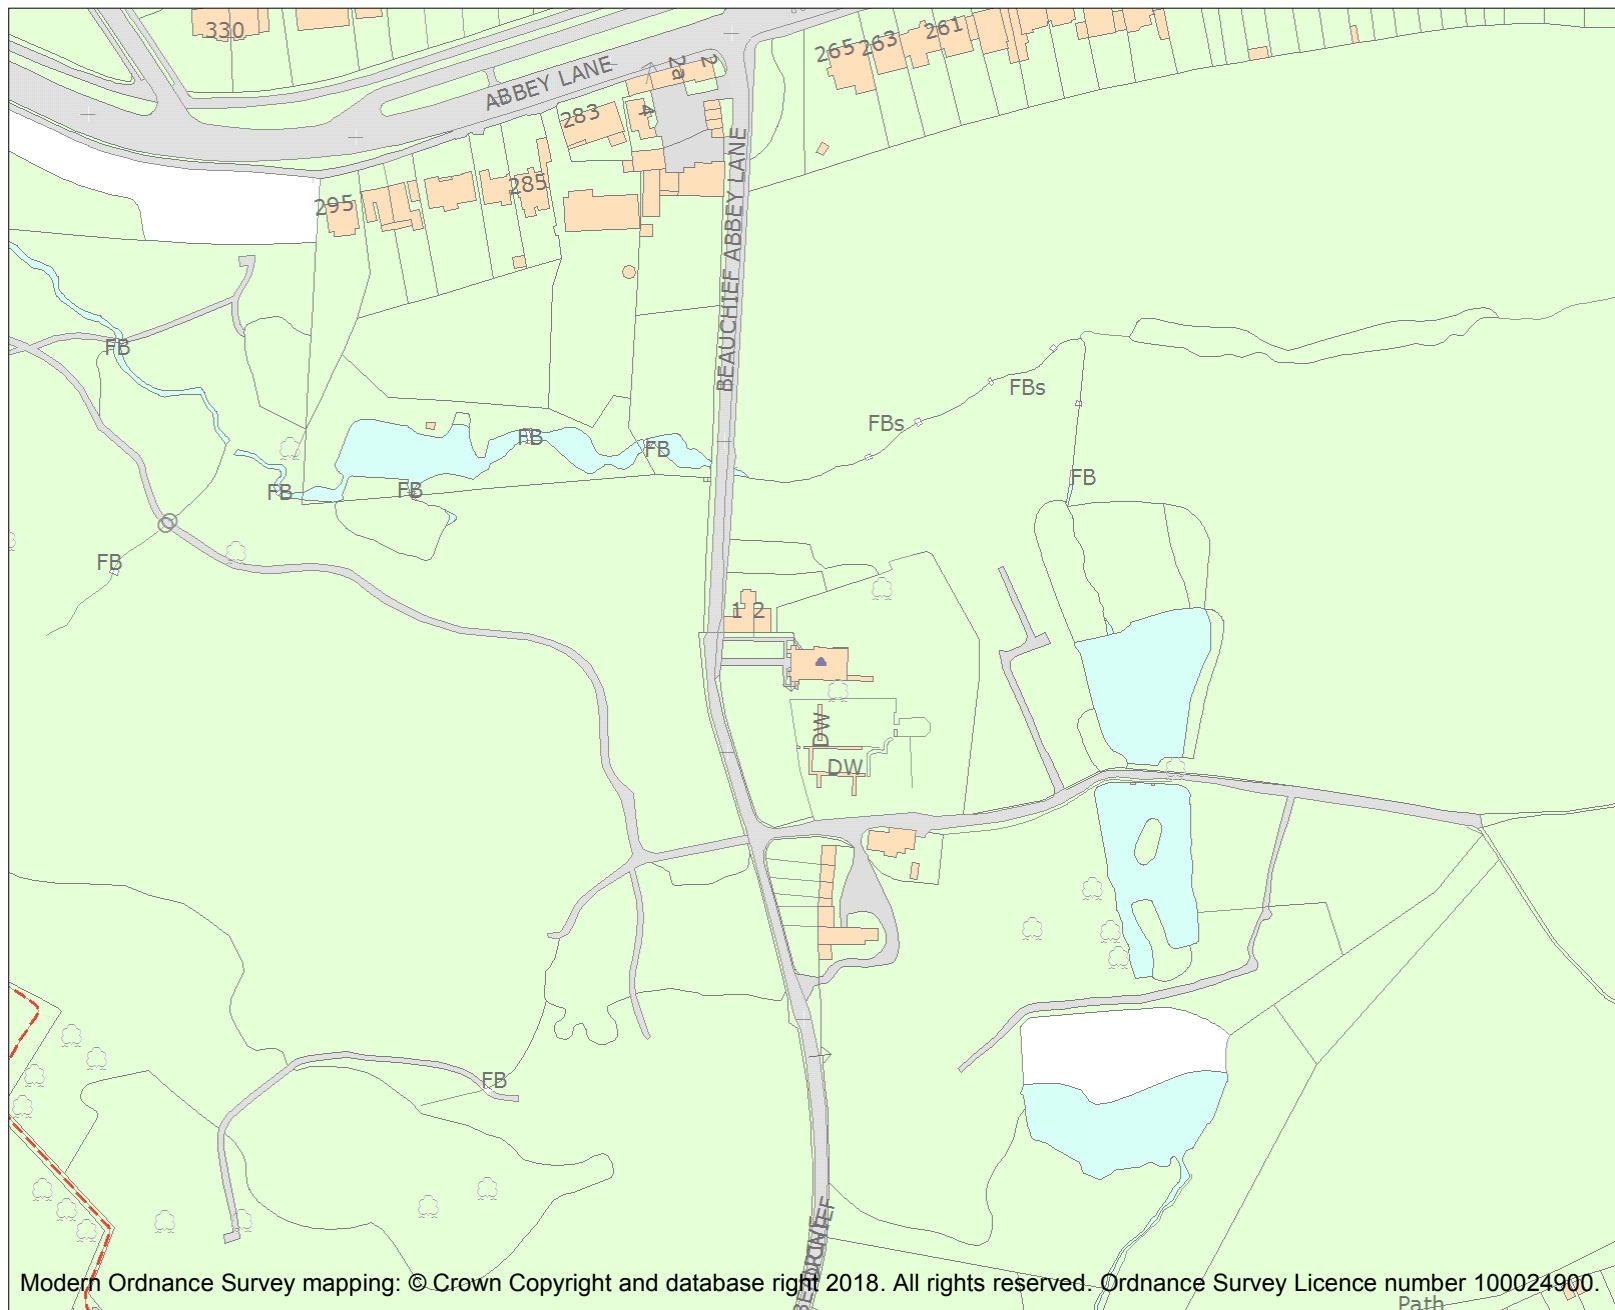 330
ABBEY LANE
2a
2
265
263
261
283
4
285
295
BEAUCHIEF ABBEY LANE
FB
FBs
FBs
FB
FB
FB
FB
FB
FB
1 2
DW
DW
FB
Modern Ordnance Survey mapping: © Crown Copyright and database right 2018. All rights reserved. Ordnance Survey Licence number 100024900.
Path